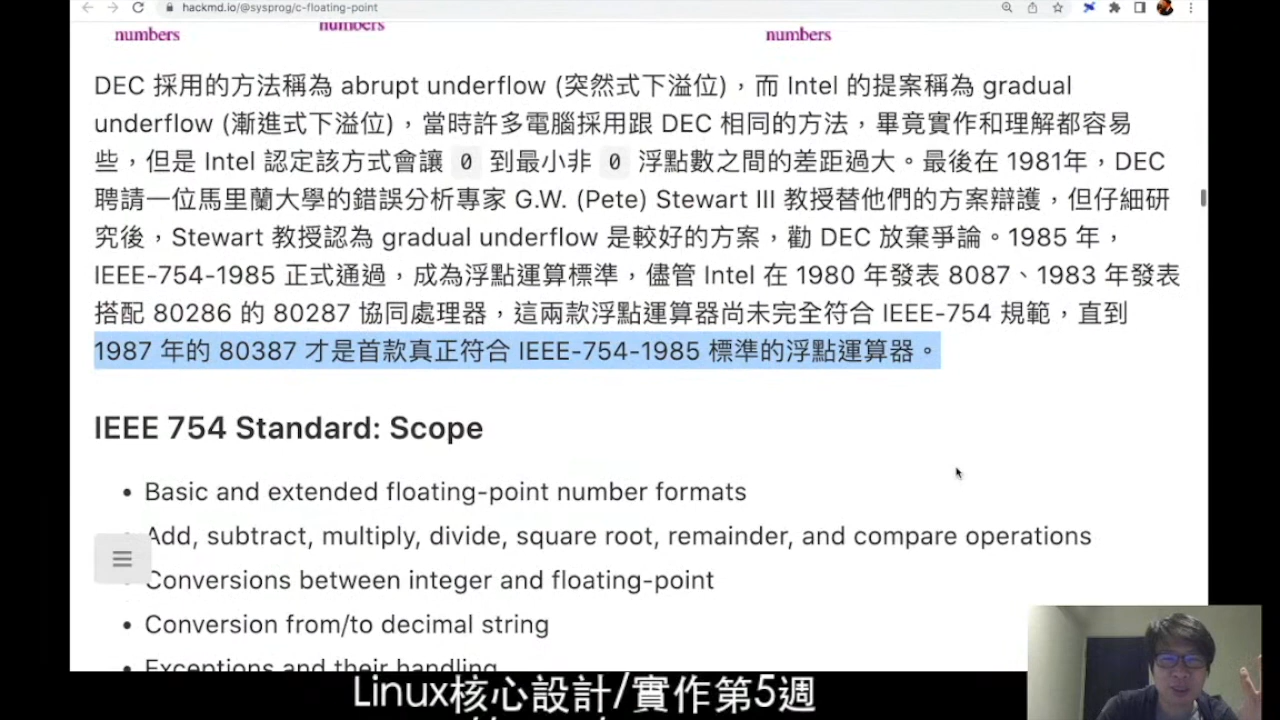 hackmd.io/@sysprog/c-floating-point
numbers
numbers
numbers
DEC 採用的方法稱為 abrupt underflow (突然式下溢位)，而 Intel 的提案稱為 gradual
underflow (漸進式下溢位)，當時許多電腦採用跟 DEC 相同的方法，畢竟實作和理解都容易
些，但是 Intel 認定該方式會讓 0 到最小非 0 浮點數之間的差距過大。最後在 1981年，DEC
聘請一位馬里蘭大學的錯誤分析專家 G.W. (Pete) Stewart III 教授替他們的方案辯護，但仔細研
究後，Stewart 教授認為 gradual underflow 是較好的方案，勸 DEC 放棄爭論。1985 年，
IEEE-754-1985 正式通過，成為浮點運算標準，儘管 Intel 在 1980 年發表 8087、1983 年發表
搭配 80286 的 80287 協同處理器，這兩款浮點運算器尚未完全符合 IEEE-754 規範，直到
1987 年的 80387 才是首款真正符合 IEEE-754-1985 標準的浮點運算器。
IEEE 754 Standard: Scope
• Basic and extended floating-point number formats
• Add, subtract, multiply, divide, square root, remainder, and compare operations
• Conversions between integer and floating-point
• Conversion from/to decimal string
• Exceptions and their handling
Linux核心設計/實作第5週